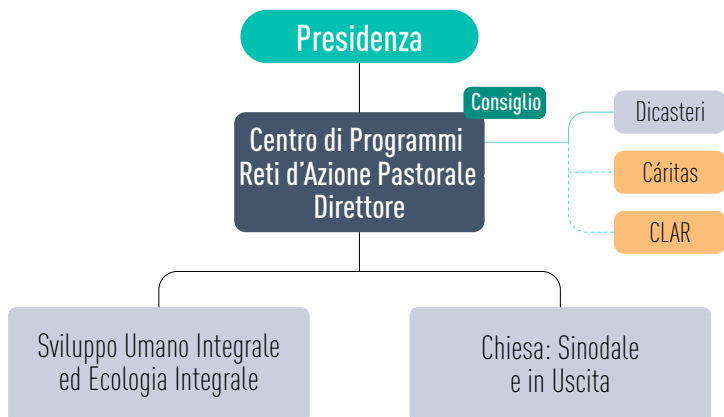 Presidenza
Consiglio
Centro di Programmi
Reti d'Azione Pastorale -
Direttore
Dicasteri
Cáritas
CLAR
Sviluppo Umano Integrale
ed Ecologia Integrale
Chiesa: Sinodale
e in Uscita